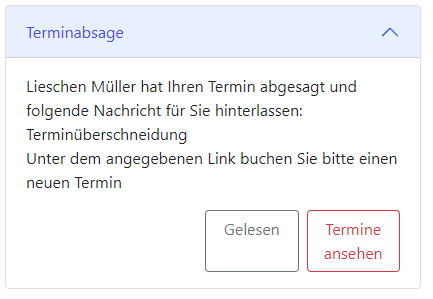 Terminabsage
Lieschen Müller hat Ihren Termin abgesagt und
folgende Nachricht für Sie hinterlassen:
Terminüberschneidung
Unter dem angegebenen Link buchen Sie bitte einen
neuen Termin
Gelesen
Termine
ansehen